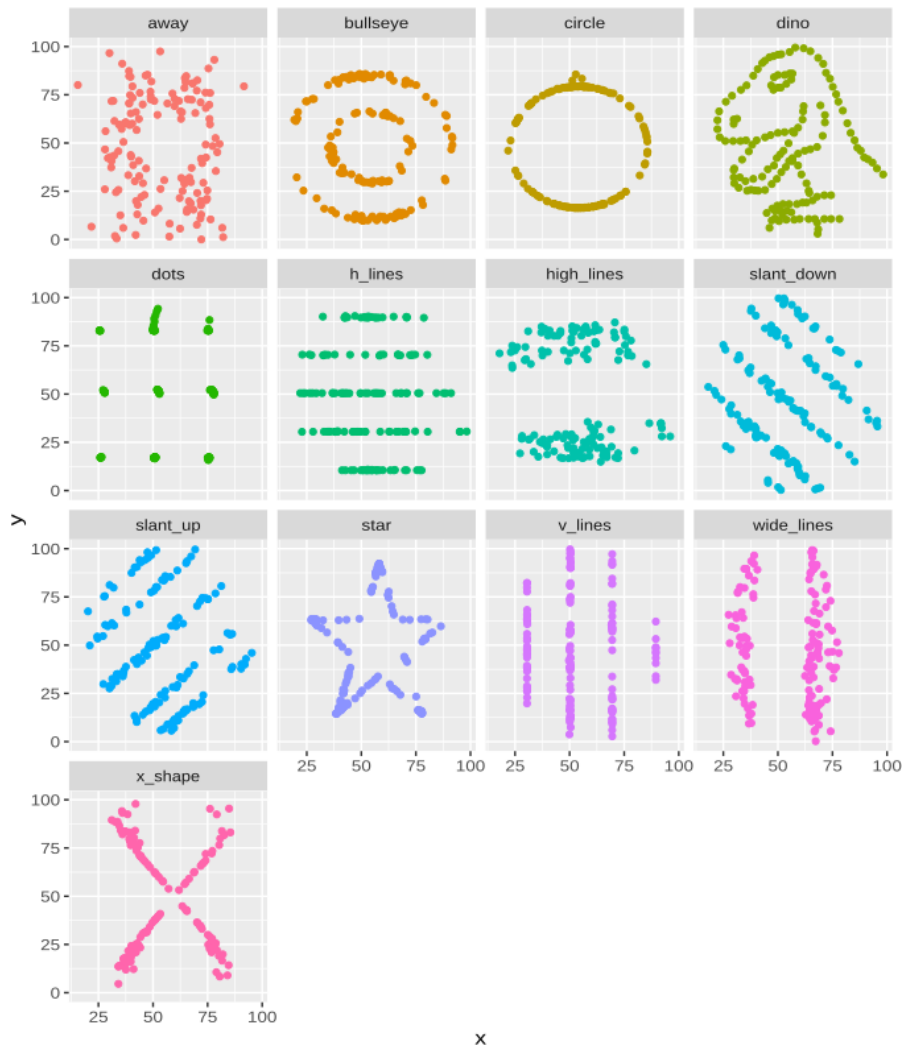 away bullseye circle dino
100
75
50
25
0
dots h_lines high_lines slant_down
100
75
50
25
0
y
slant_up star v_lines wide_lines
100
75
50
25
0
25 50 75 100 25 50 75 100 25 50 75 100
x_shape
100
75
50
25
0
25 50 75 100
x